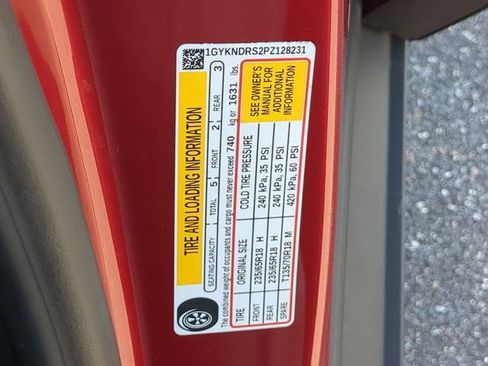 1GYKNDRS2PZ128231
TIRE AND LOADING INFORMATION
SEATING CAPACITY TOTAL 5 FRONT 2 REAR 3
The combined weight of occupants and cargo must never exceed 740 kg or 1631 lbs.
TIRE ORIGINAL SIZE COLD TIRE PRESSURE
FRONT 235/65R18 H 240 kPa, 35 PSI
REAR 235/65R18 H 240 kPa, 35 PSI
SPARE T135/70R18 M 420 kPa, 60 PSI
SEE OWNER'S
MANUAL FOR
ADDITIONAL
INFORMATION